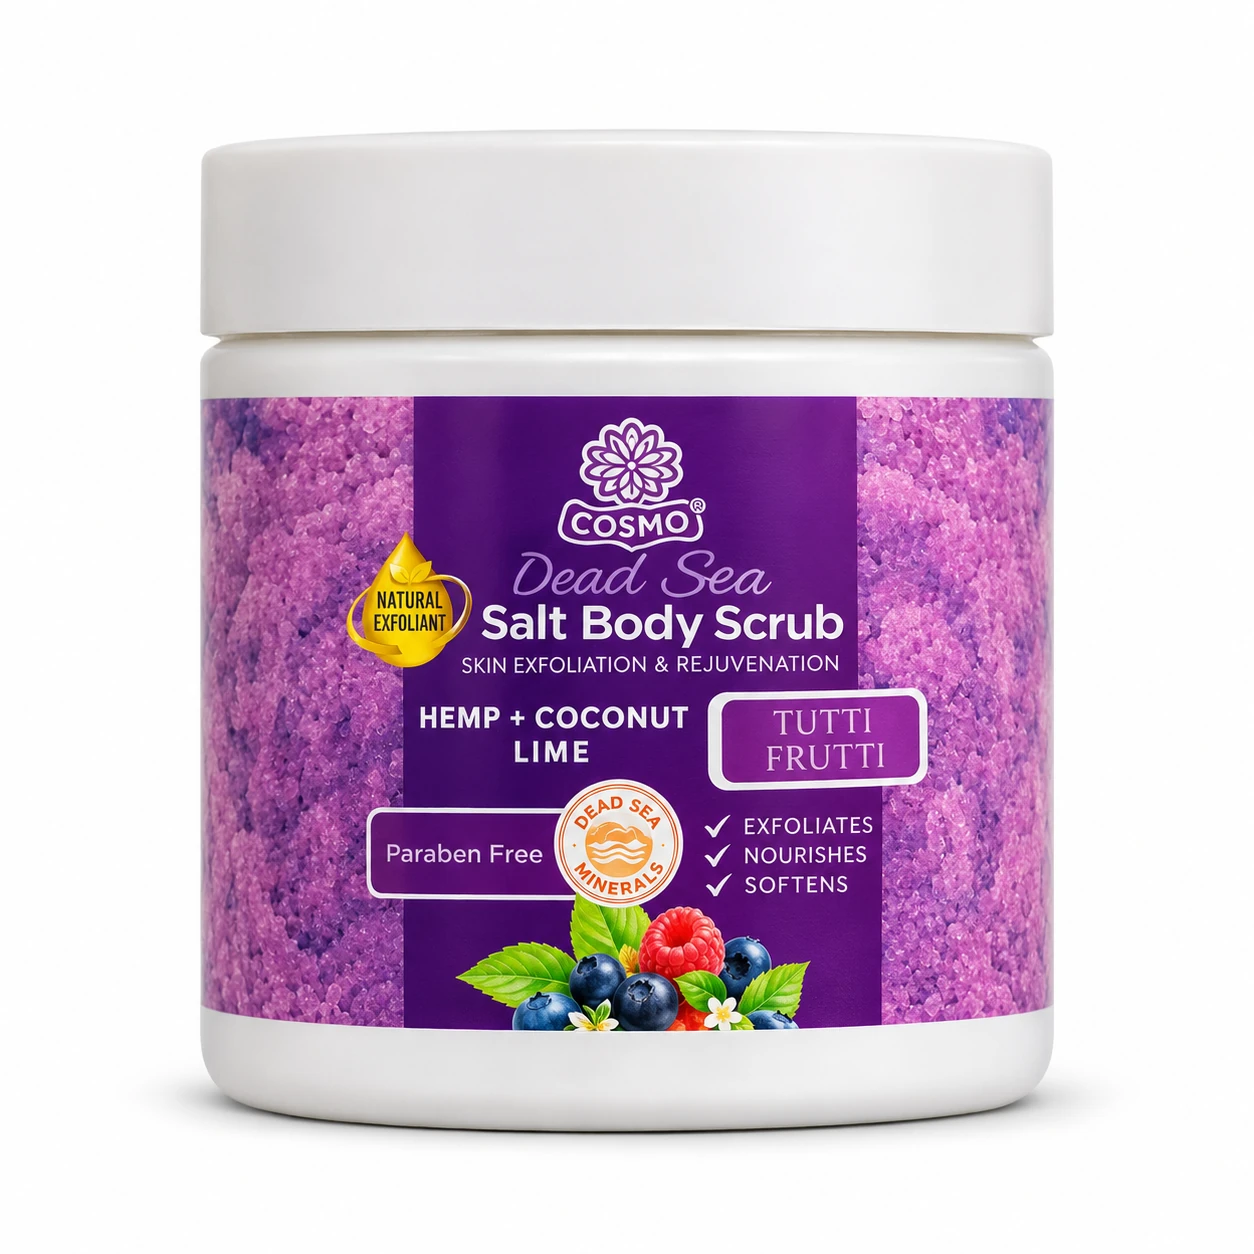 COSMO®
Dead Sea
Salt Body Scrub
SKIN EXFOLIATION & REJUVENATION
NATURAL
EXFOLIANT
HEMP + COCONUT
LIME
TUTTI
FRUTTI
Paraben Free
DEAD SEA
MINERALS
EXFOLIATES
NOURISHES
SOFTENS